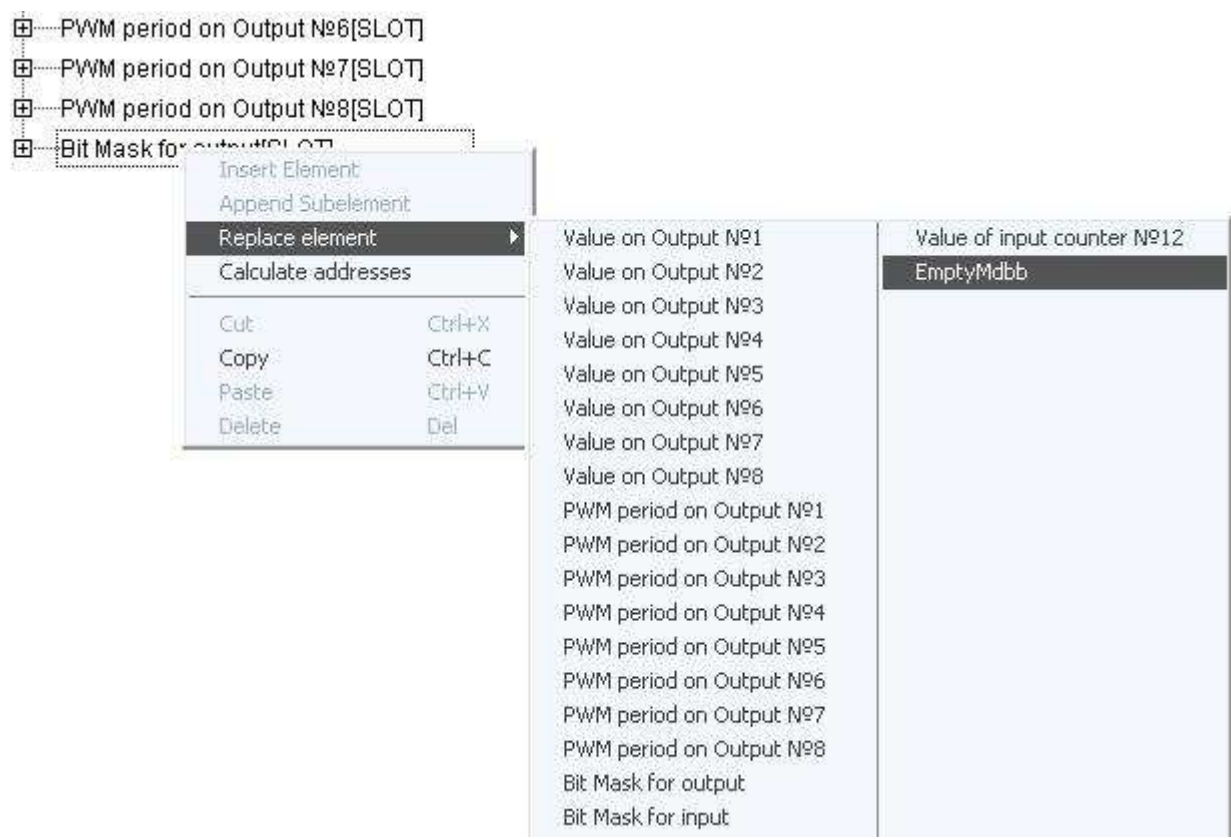 PWM period on Output №6[SLOT]
PWM period on Output №7[SLOT]
PWM period on Output №8[SLOT]
Bit Mask for output[SLOT]
Insert Element
Append Subelement
Replace element
Calculate addresses
Cut Ctrl+X
Copy Ctrl+C
Paste Ctrl+V
Delete Del
Value on Output №1
Value on Output №2
Value on Output №3
Value on Output №4
Value on Output №5
Value on Output №6
Value on Output №7
Value on Output №8
PWM period on Output №1
PWM period on Output №2
PWM period on Output №3
PWM period on Output №4
PWM period on Output №5
PWM period on Output №6
PWM period on Output №7
PWM period on Output №8
Bit Mask for output
Bit Mask for input
Value of input counter №12
EmptyMdbb